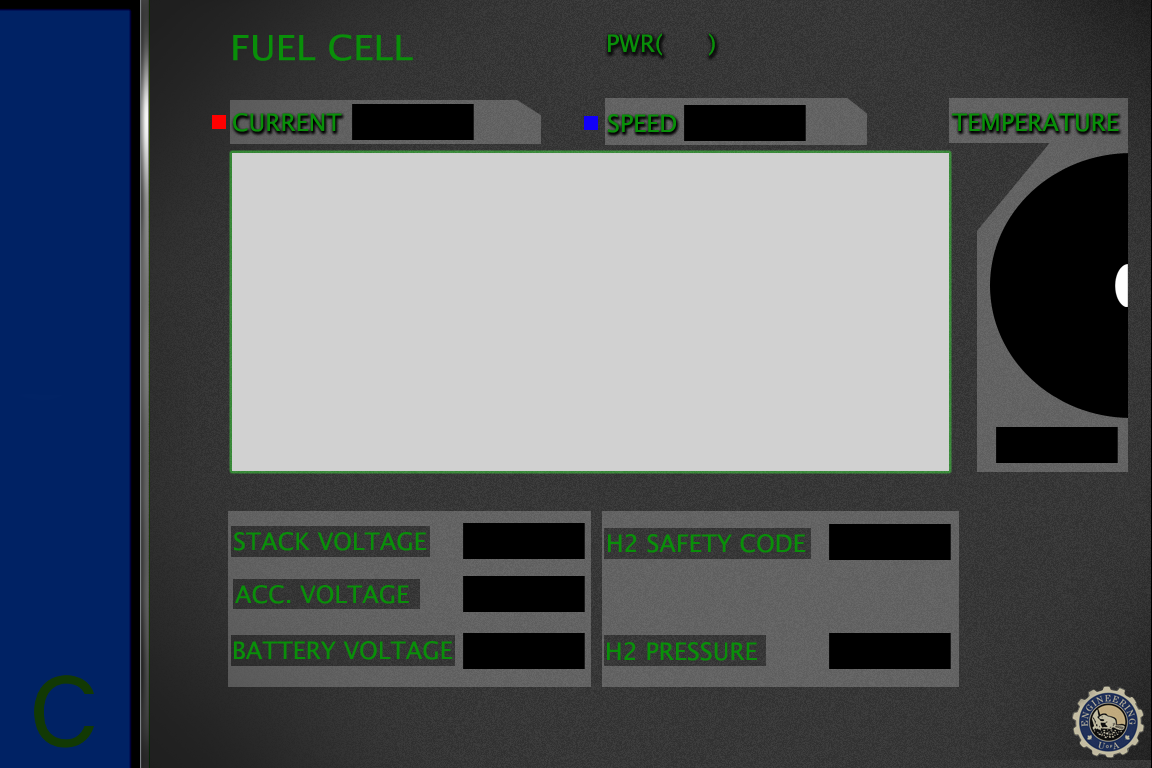 FUEL CELL
PWR( )
CURRENT
SPEED
TEMPERATURE
STACK VOLTAGE
ACC. VOLTAGE
BATTERY VOLTAGE
H2 SAFETY CODE
H2 PRESSURE
C
ENGINEERING
U of A